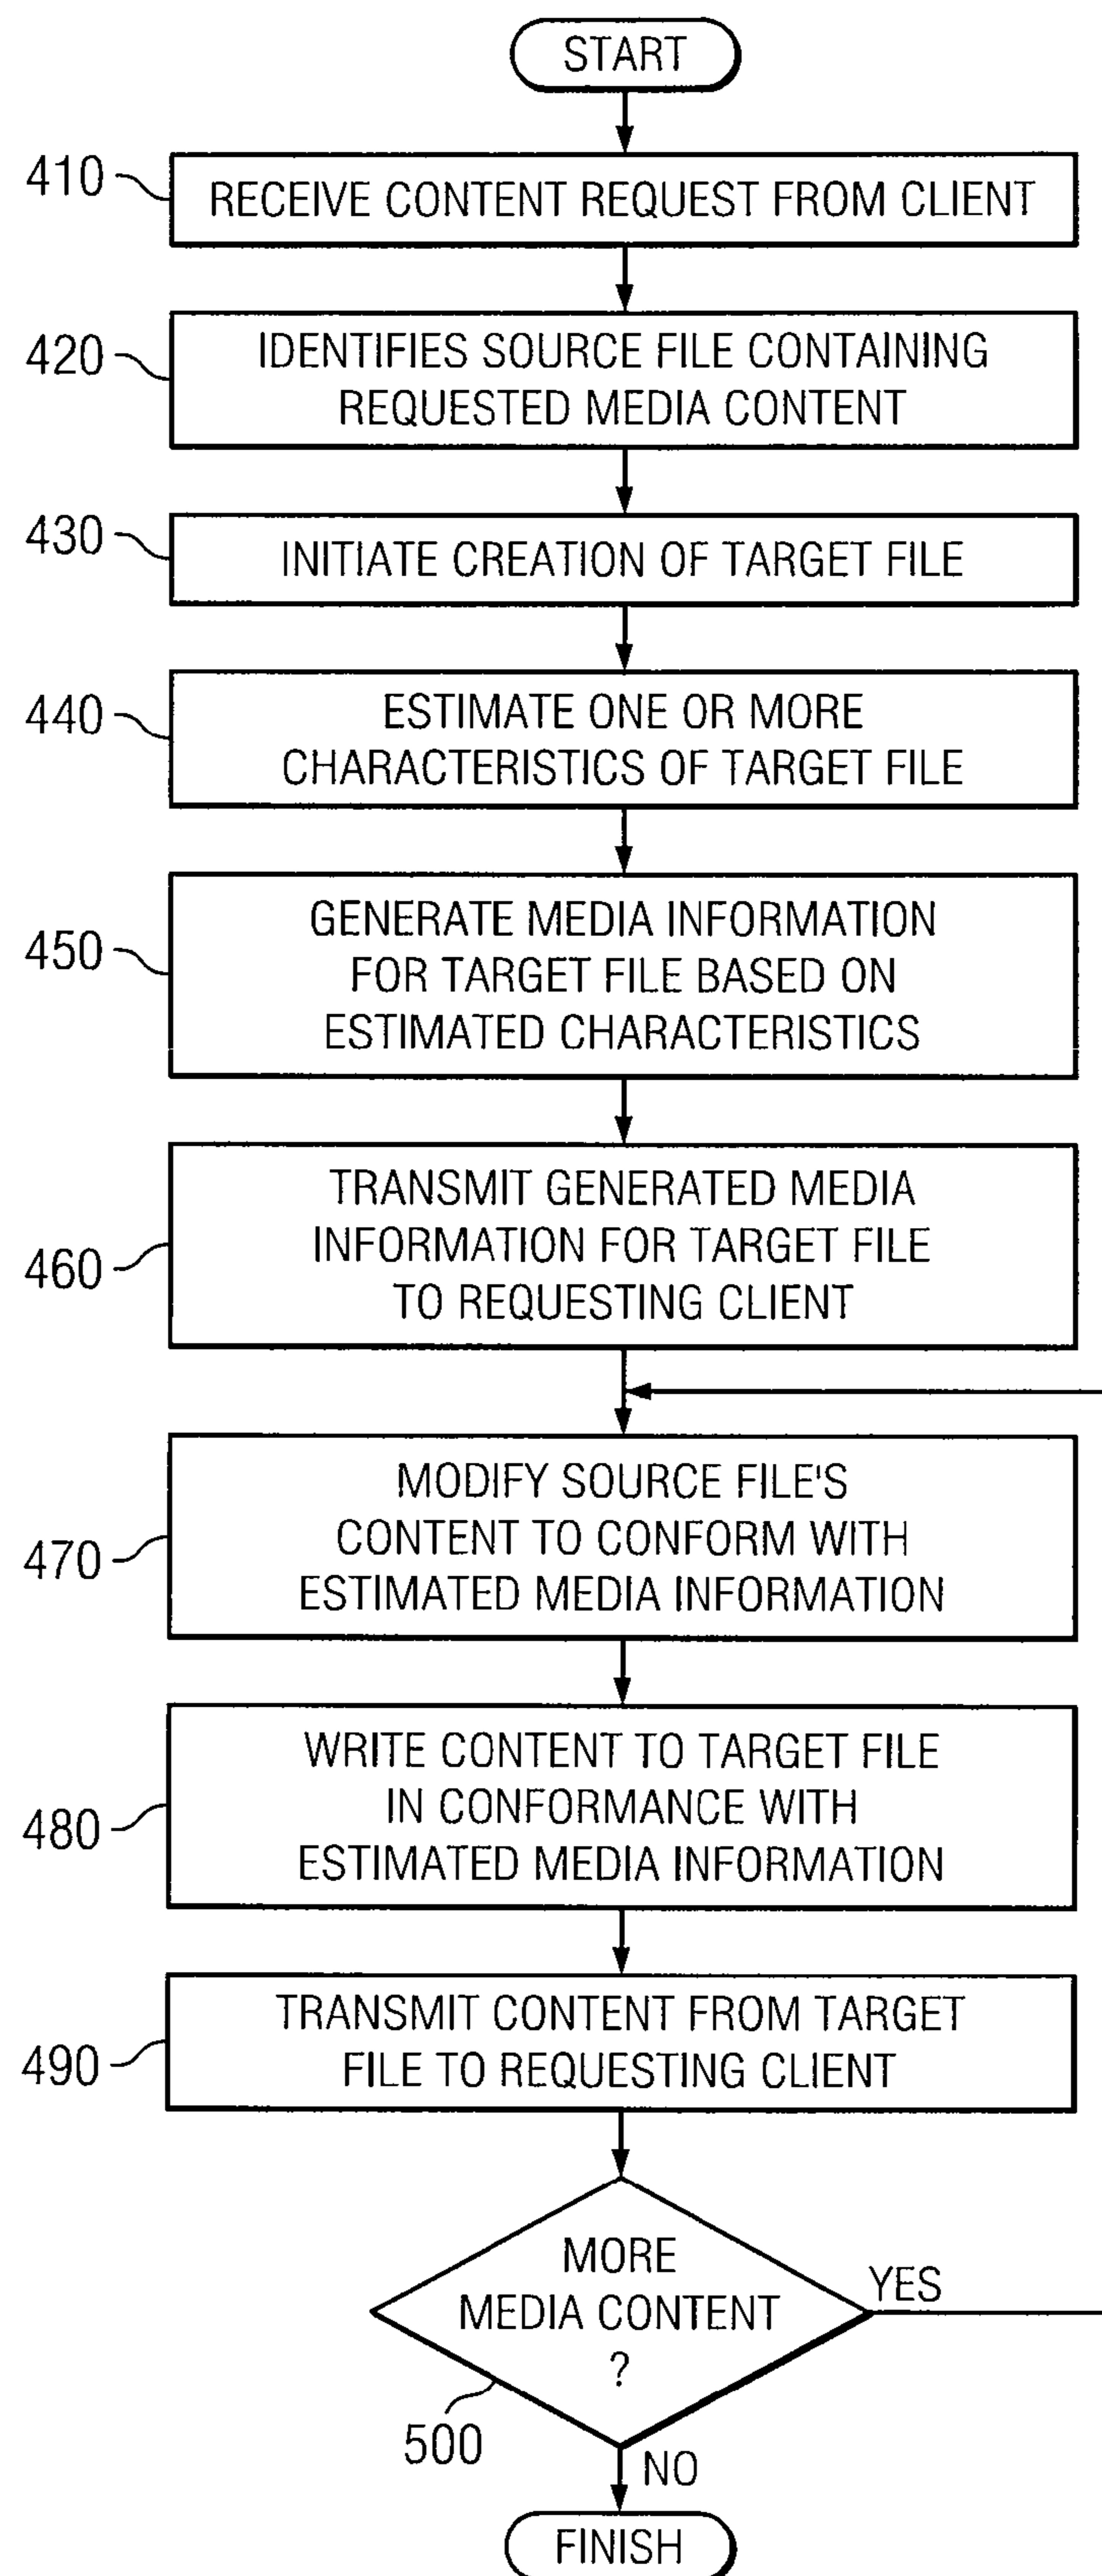 START
410
RECEIVE CONTENT REQUEST FROM CLIENT
420
IDENTIFIES SOURCE FILE CONTAINING
REQUESTED MEDIA CONTENT
430
INITIATE CREATION OF TARGET FILE
440
ESTIMATE ONE OR MORE
CHARACTERISTICS OF TARGET FILE
450
GENERATE MEDIA INFORMATION
FOR TARGET FILE BASED ON
ESTIMATED CHARACTERISTICS
460
TRANSMIT GENERATED MEDIA
INFORMATION FOR TARGET FILE
TO REQUESTING CLIENT
470
MODIFY SOURCE FILE'S
CONTENT TO CONFORM WITH
ESTIMATED MEDIA INFORMATION
480
WRITE CONTENT TO TARGET FILE
IN CONFORMANCE WITH
ESTIMATED MEDIA INFORMATION
490
TRANSMIT CONTENT FROM TARGET
FILE TO REQUESTING CLIENT
MORE
MEDIA CONTENT
?
YES
500
NO
FINISH